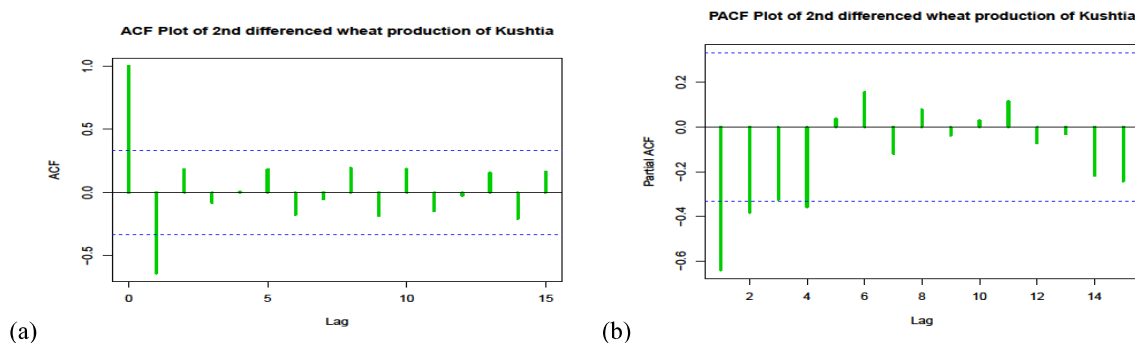 ACF Plot of 2nd differenced wheat production of Kushtia
1.0
0.5
0.0
−0.5
ACF
0 5 10 15
Lag
(a)
PACF Plot of 2nd differenced wheat production of Kushtia
0.2
0.0
−0.2
−0.4
−0.6
Partial ACF
2 4 6 8 10 12 14
Lag
(b)